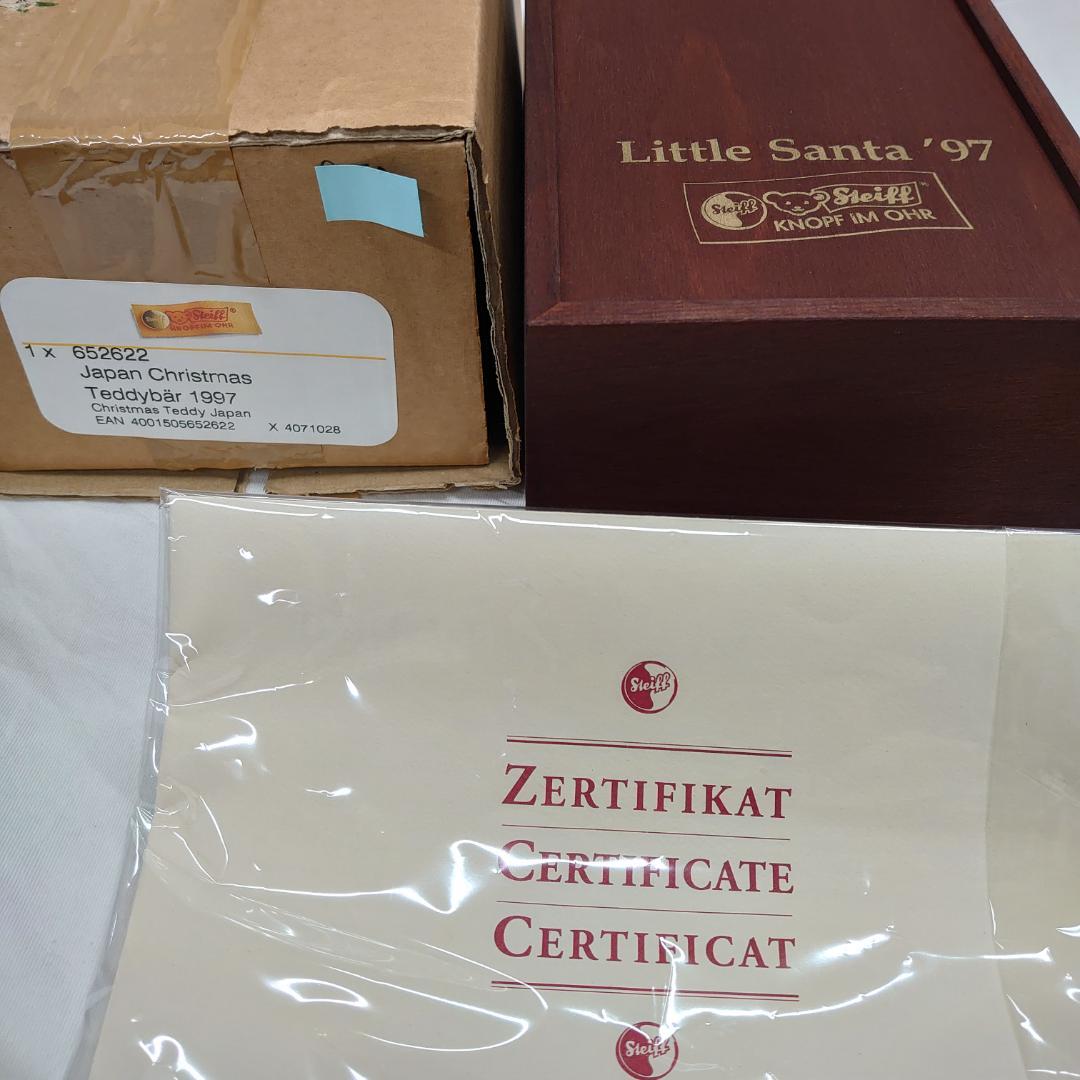 Little Santa '97
Steiff Steiff™
KNOPF IM OHR
Steiff Steiff®
KNOPF IM OHR
1 x 652622
Japan Christmas
Teddybär 1997
Christmas Teddy Japan
EAN 4001505652622 X 4071028
Steiff
ZERTIFIKAT
CERTIFICATE
CERTIFICAT
Steiff